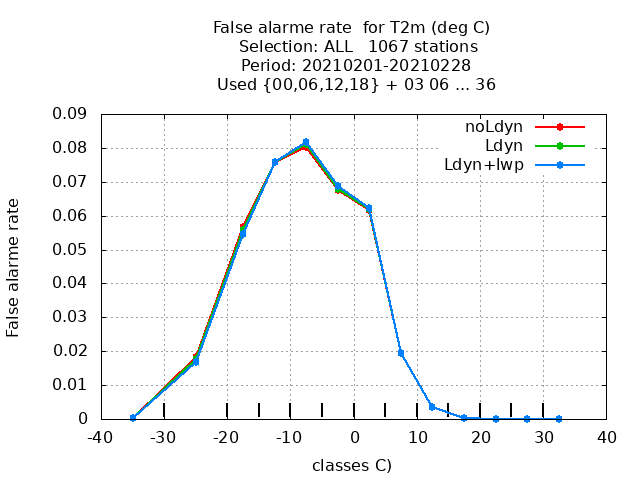 False alarme rate  for T2m (deg C)
Selection: ALL   1067 stations
Period: 20210201-20210228
Used {00,06,12,18} + 03 06 ... 36
noLdyn
Ldyn
Ldyn+lwp
0.09
0.08
0.07
0.06
0.05
0.04
0.03
0.02
0.01
0
False alarme rate
-40 -30 -20 -10 0 10 20 30 40
classes C)